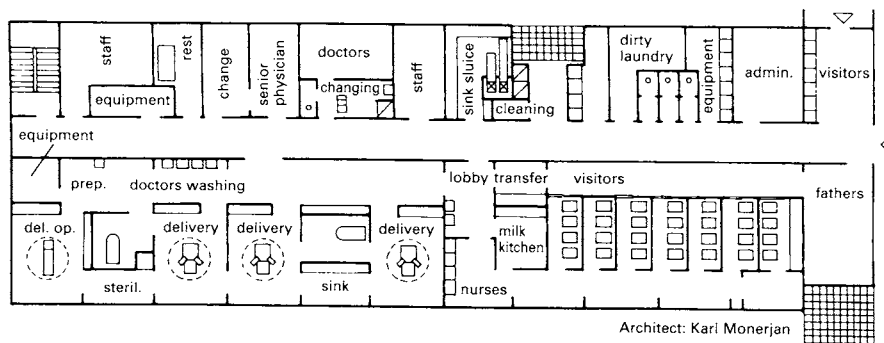 staff
rest
change
senior
physician
doctors
changing
staff
sink sluice
cleaning
dirty
laundry
equipment
admin.
visitors
equipment
equipment
prep.
doctors washing
lobby transfer
visitors
fathers
del. op.
delivery
delivery
delivery
milk
kitchen
steril.
sink
nurses
Architect: Karl Monerjan